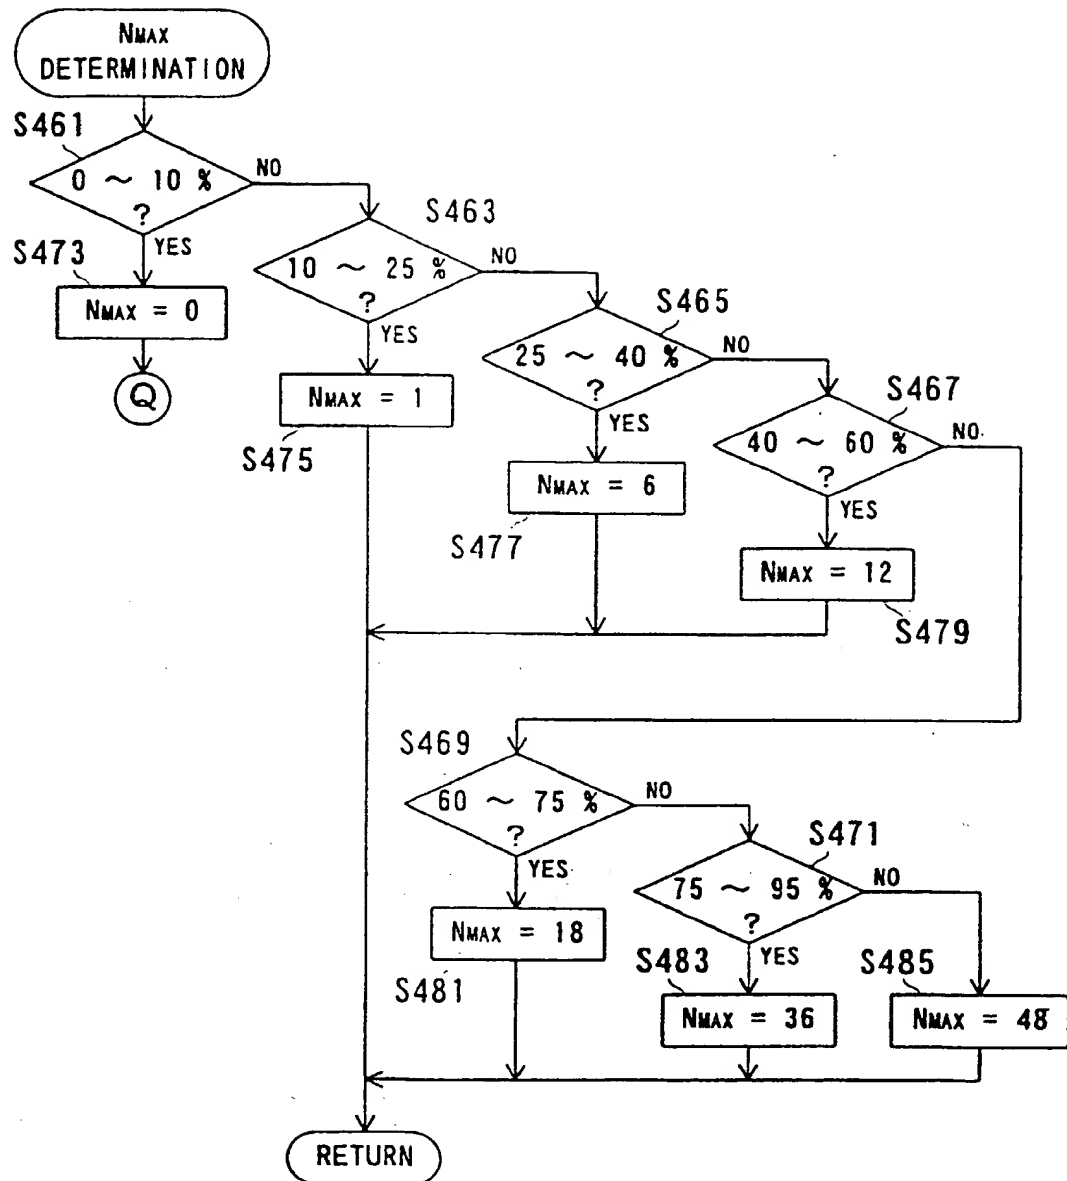 NMAX
DETERMINATION
S461
0 ～ 10 %
?
NO
YES
S473
NMAX = 0
Q
S463
10 ～ 25 %
?
NO
YES
NMAX = 1
S475
S465
25 ～ 40 %
?
NO
YES
NMAX = 6
S477
S467
40 ～ 60 %
?
NO
YES
NMAX = 12
S479
S469
60 ～ 75 %
?
NO
YES
NMAX = 18
S481
S471
75 ～ 95 %
?
NO
YES
S483
NMAX = 36
S485
NMAX = 48
RETURN